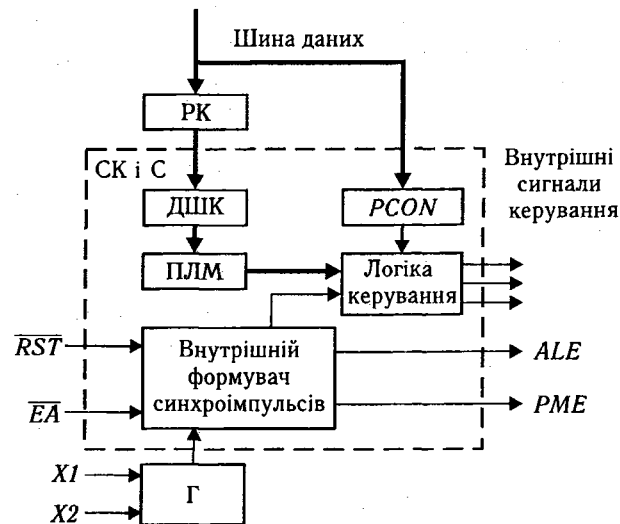 Шина даних
РК
СК і С
Внутрішні
сигнали
керування
ДШК
PCON
ПЛМ
Логіка
керування
RST
EA
Внутрішній
формувач
синхроімпульсів
ALE
PME
X1
X2
Г